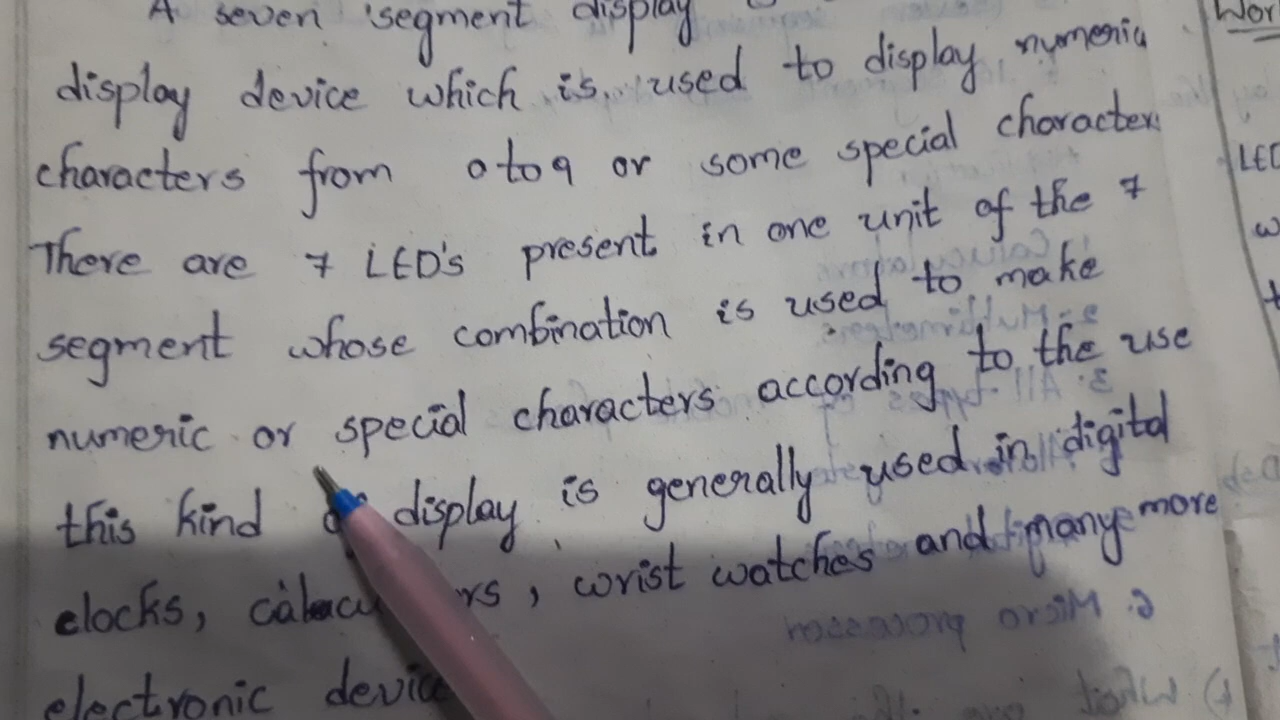 A seven segment display
display device which is used to display numeric
characters from 0 to 9 or some special character
There are 7 LED's present in one unit of the 7
segment whose combination is used to make
numeric or special characters according to the use
this kind display is generally used in digital
clocks, wrist watches and many more
electronic
Wor
LED
w
t